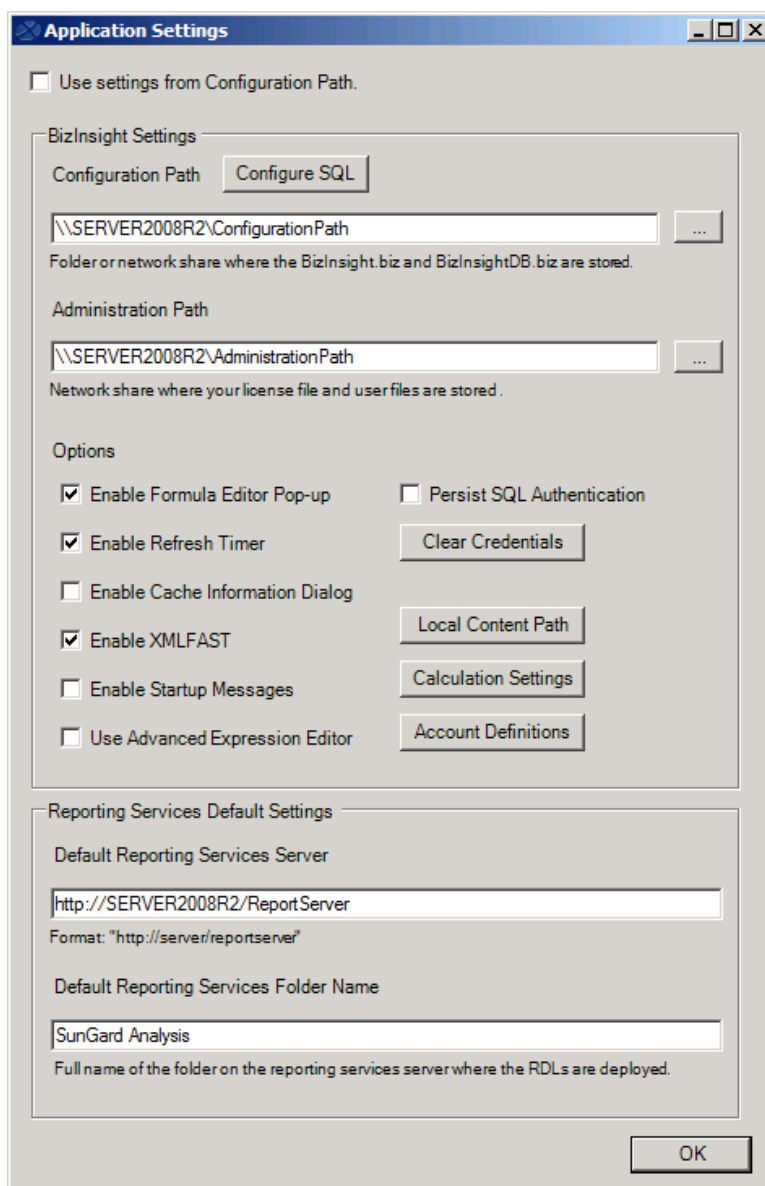 Application Settings
Use settings from Configuration Path.
BizInsight Settings
Configuration Path Configure SQL
\\SERVER2008R2\ConfigurationPath ...
Folder or network share where the BizInsight.biz and BizInsightDB.biz are stored.
Administration Path
\\SERVER2008R2\AdministrationPath ...
Network share where your license file and user files are stored .
Options
Enable Formula Editor Pop-up Persist SQL Authentication
Enable Refresh Timer Clear Credentials
Enable Cache Information Dialog
Enable XMLFAST Local Content Path
Enable Startup Messages Calculation Settings
Use Advanced Expression Editor Account Definitions
Reporting Services Default Settings
Default Reporting Services Server
http://SERVER2008R2/ReportServer
Format: "http://server/reportserver"
Default Reporting Services Folder Name
SunGard Analysis
Full name of the folder on the reporting services server where the RDLs are deployed.
OK